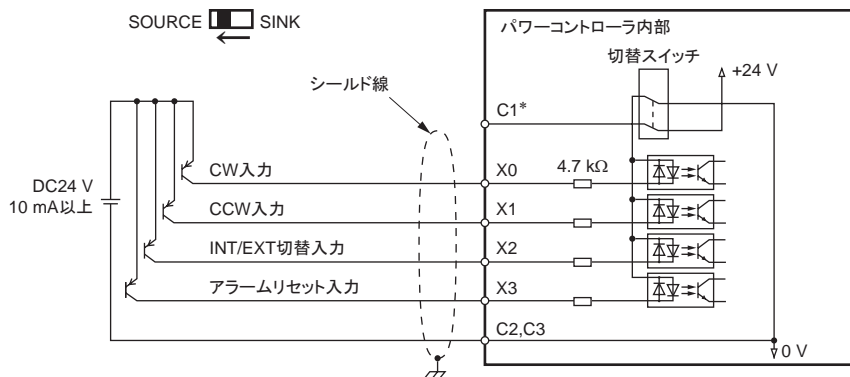 SOURCE SINK
パワーコントローラ内部
切替スイッチ
+24 V
シールド線
C1*
CW入力
X0
4.7 kΩ
DC24 V
10 mA以上
CCW入力
X1
INT/EXT切替入力
X2
アラームリセット入力
X3
C2,C3
0 V